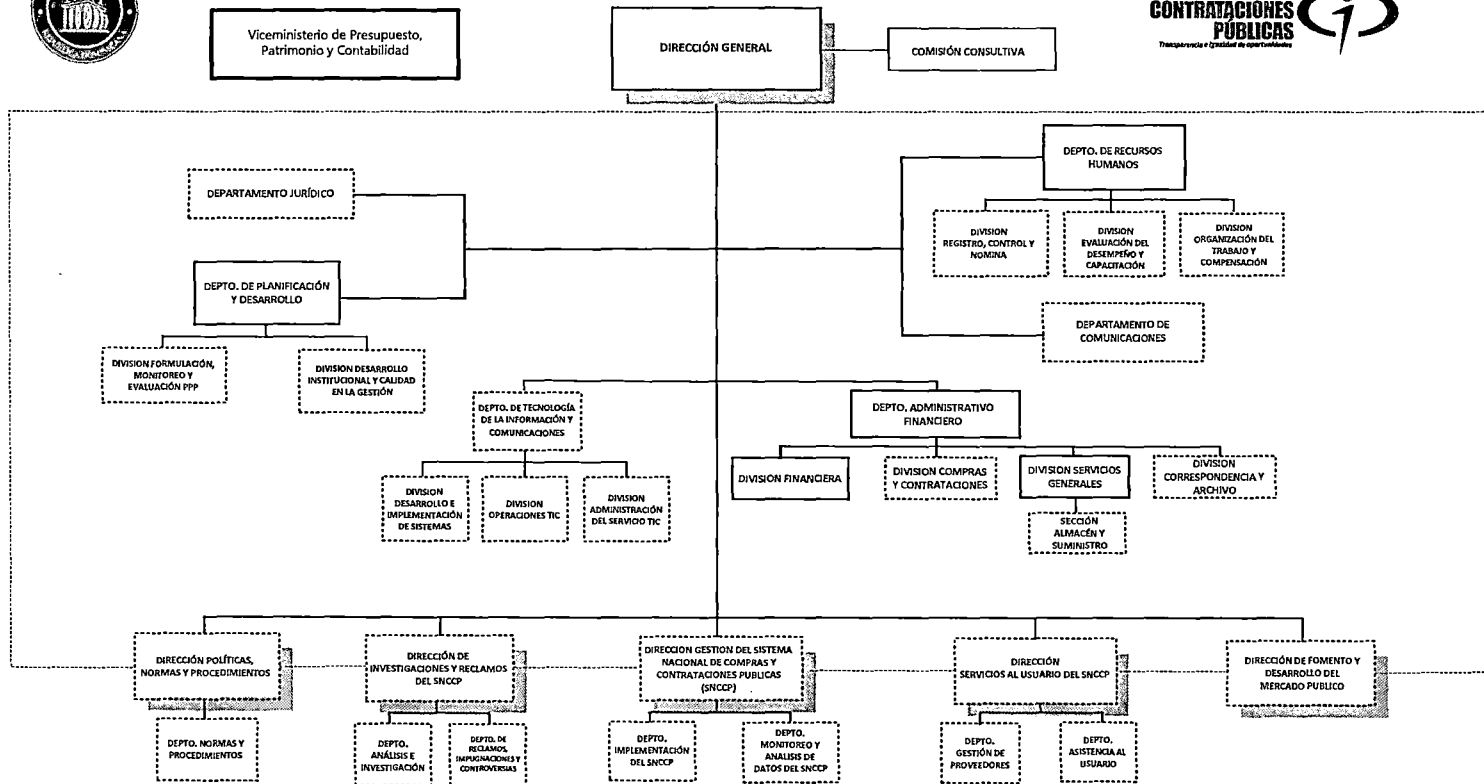 Viceministerio de Presupuesto,
Patrimonio y Contabilidad
DIRECCIÓN GENERAL
COMISIÓN CONSULTIVA
CONTRATACIONES
PÚBLICAS
Transparencia e Igualdad de oportunidades
DEPTO. DE RECURSOS
HUMANOS
DEPARTAMENTO JURÍDICO
DIVISION
REGISTRO, CONTROL Y
NOMINA
DIVISION
EVALUACIÓN DEL
DESEMPEÑO Y
CAPACITACIÓN
DIVISION
ORGANIZACIÓN DEL
TRABAJO Y
COMPENSACIÓN
DEPTO. DE PLANIFICACIÓN
Y DESARROLLO
DEPARTAMENTO DE
COMUNICACIONES
DIVISION FORMULACIÓN,
MONITOREO Y
EVALUACIÓN PPP
DIVISION DESARROLLO
INSTITUCIONAL Y CALIDAD
EN LA GESTIÓN
DEPTO. DE TECNOLOGÍA
DE LA INFORMACIÓN Y
COMUNICACIONES
DEPTO. ADMINISTRATIVO
FINANCIERO
DIVISION FINANCIERA
DIVISION COMPRAS
Y CONTRATACIONES
DIVISION SERVICIOS
GENERALES
DIVISION
CORRESPONDENCIA Y
ARCHIVO
DIVISION
DESARROLLO E
IMPLEMENTACIÓN
DE SISTEMAS
DIVISION
OPERACIONES TIC
DIVISION
ADMINISTRACIÓN
DEL SERVICIO TIC
SECCIÓN
ALMACÉN Y
SUMINISTRO
DIRECCIÓN POLÍTICAS,
NORMAS Y PROCEDIMIENTOS
DIRECCIÓN DE
INVESTIGACIONES Y RECLAMOS
DEL SNCCP
DIRECCION GESTION DEL SISTEMA
NACIONAL DE COMPRAS Y
CONTRATACIONES PUBLICAS
(SNCCP)
DIRECCIÓN
SERVICIOS AL USUARIO DEL SNCCP
DIRECCIÓN DE FOMENTO Y
DESARROLLO DEL
MERCADO PUBLICO
DEPTO. NORMAS Y
PROCEDIMIENTOS
DEPTO.
ANÁLISIS E
INVESTIGACIÓN
DEPTO. DE
RECLAMOS,
IMPUGNACIONES Y
CONTROVERSIAS
DEPTO.
IMPLEMENTACIÓN
DEL SNCCP
DEPTO.
MONITOREO Y
ANALISIS DE
DATOS DEL SNCCP
DEPTO.
GESTIÓN DE
PROVEEDORES
DEPTO.
ASISTENCIA AL
USUARIO